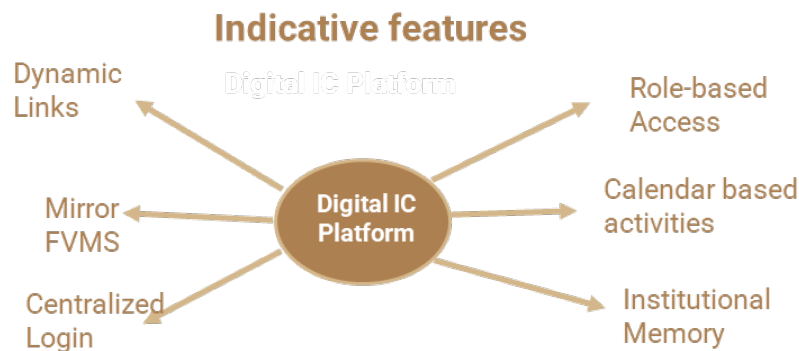 Indicative features
Digital IC Platform
Dynamic
Links
Role-based
Access
Digital IC
Platform
Mirror
FVMS
Calendar based
activities
Centralized
Login
Institutional
Memory